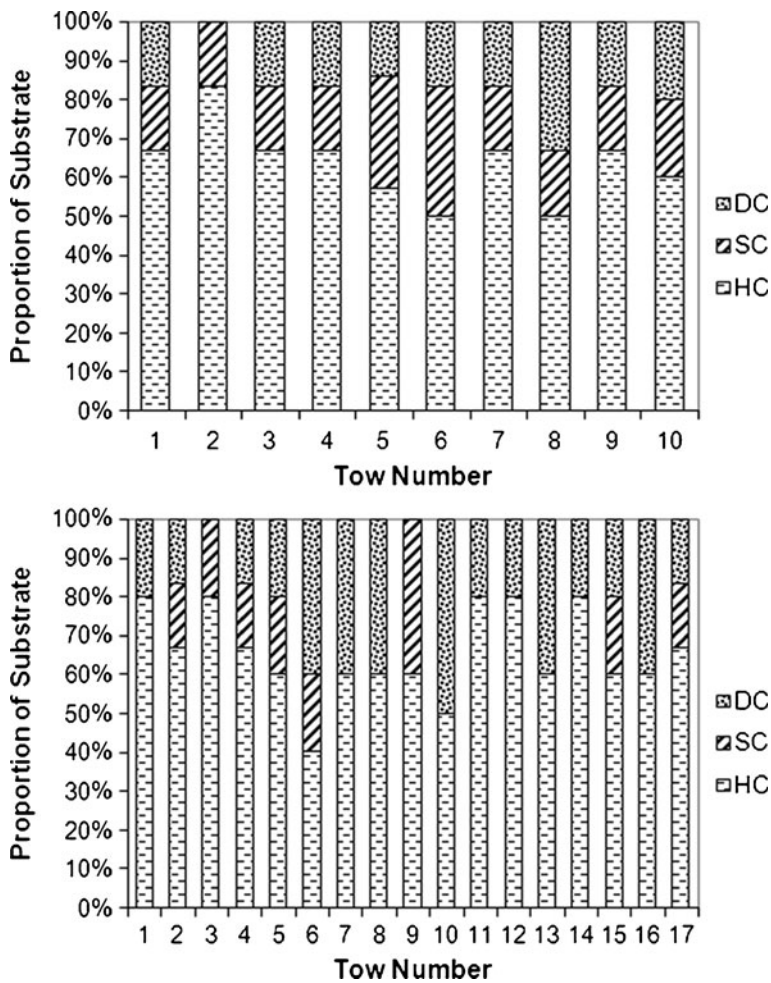 100%
90%
80%
70%
60%
50%
40%
30%
20%
10%
0%
Proportion of Substrate
1 2 3 4 5 6 7 8 9 10
Tow Number
DC
SC
HC
100%
90%
80%
70%
60%
50%
40%
30%
20%
10%
0%
Proportion of Substrate
1 2 3 4 5 6 7 8 9 10 11 12 13 14 15 16 17
Tow Number
DC
SC
HC